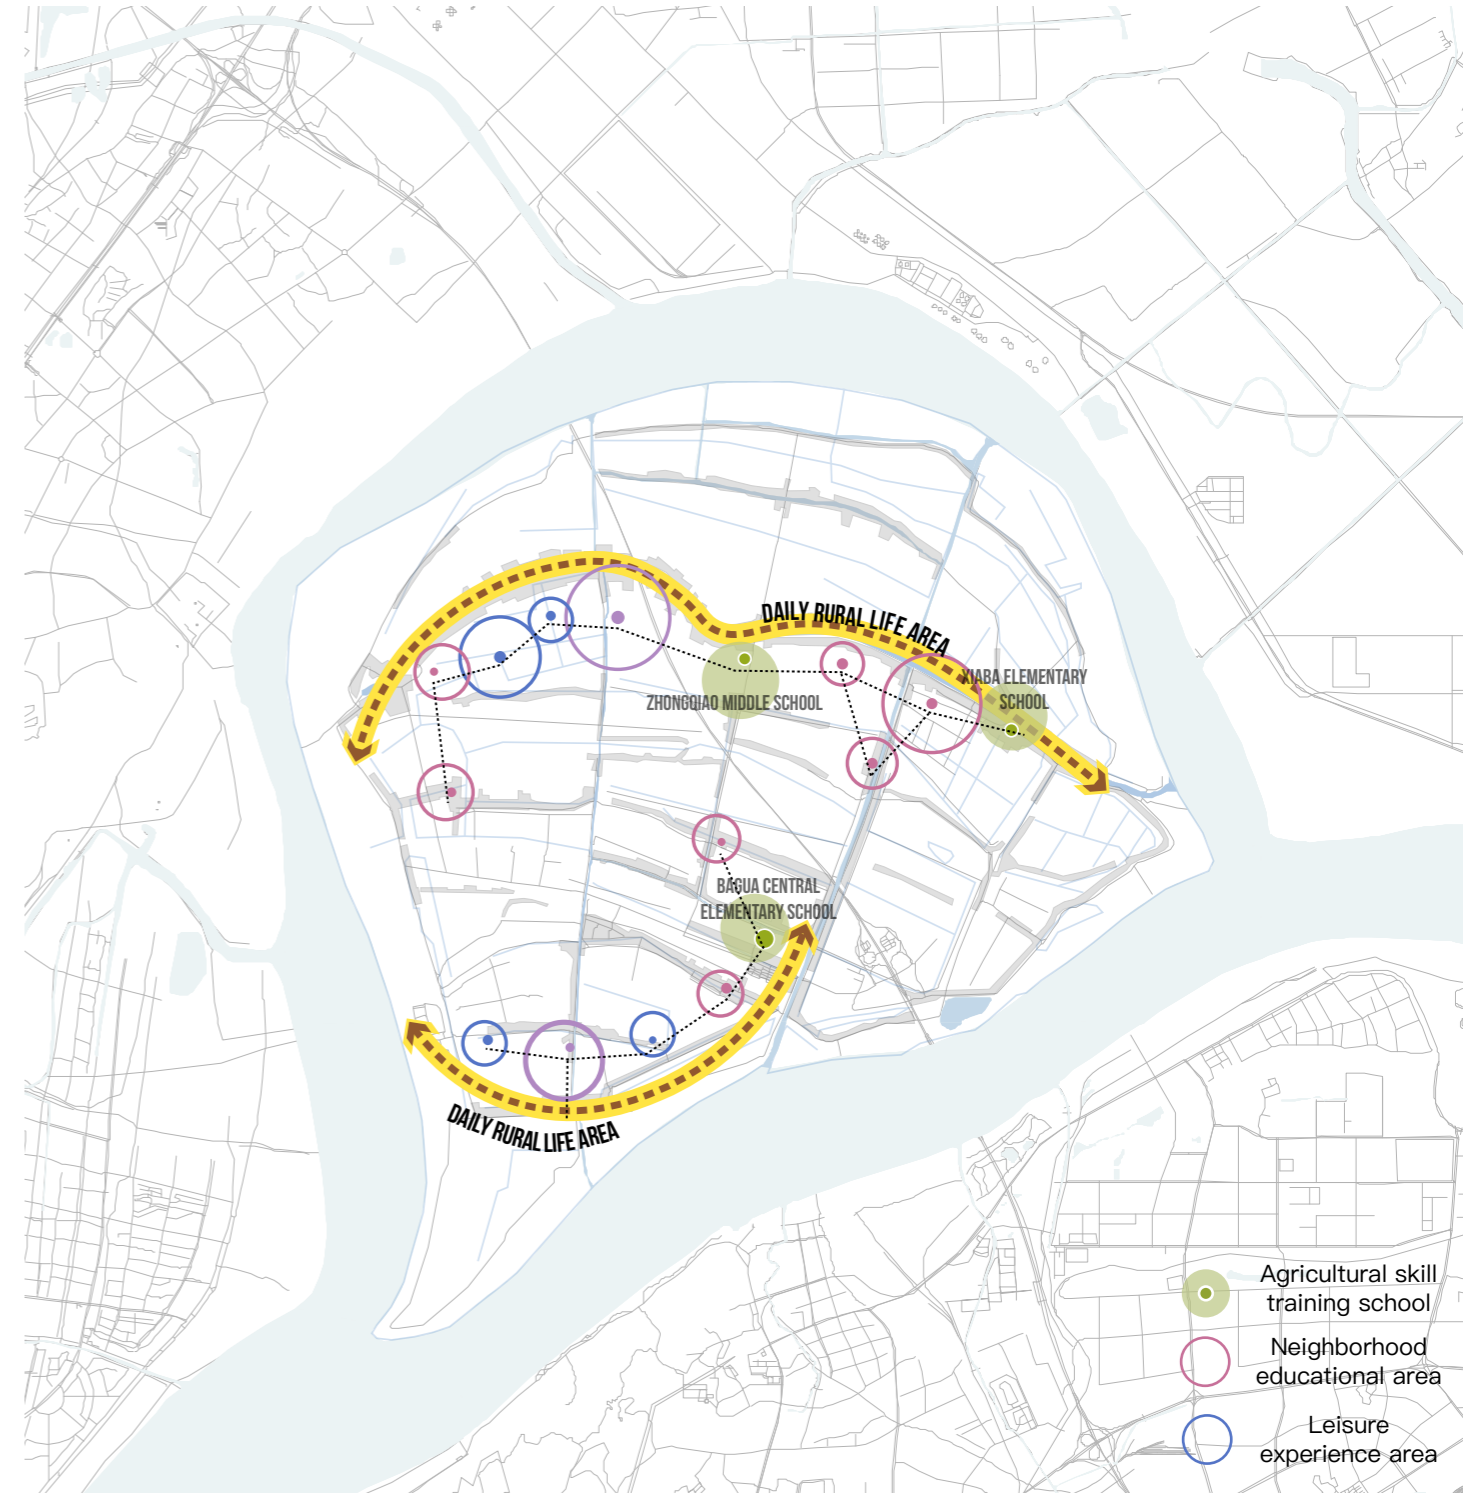 DAILY RURAL LIFE AREA
XIABA ELEMENTARY
SCHOOL
ZHONGQIAO MIDDLE SCHOOL
BAGUA CENTRAL
ELEMENTARY SCHOOL
DAILY RURAL LIFE AREA
Agricultural skill
training school
Neighborhood
educational area
Leisure
experience area